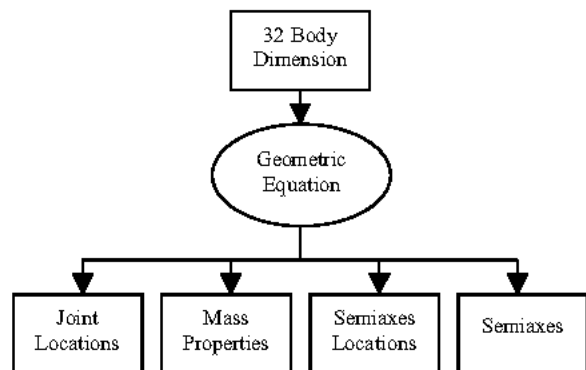 32 Body
Dimension
Geometric
Equation
Joint
Locations
Mass
Properties
Semiaxes
Locations
Semiaxes